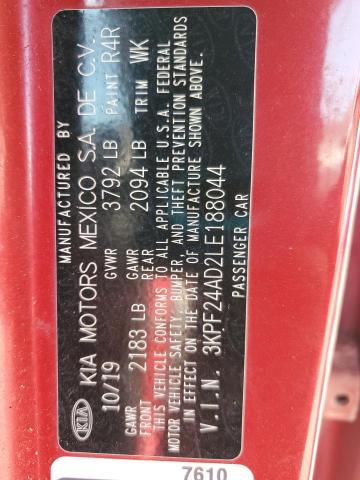 MANUFACTURED BY
KIA KIA MOTORS MEXICO S.A. DE C.V.
10/19 GVWR 3792 LB PAINT R4R
GAWR FRONT 2183 LB GAWR REAR 2094 LB TRIM WK
THIS VEHICLE CONFORMS TO ALL APPLICABLE U.S.A. FEDERAL
MOTOR VEHICLE SAFETY, BUMPER, AND THEFT PREVENTION STANDARDS
IN EFFECT ON THE DATE OF MANUFACTURE SHOWN ABOVE.
V.I.N. 3KPF24AD2LE188044
PASSENGER CAR
7610